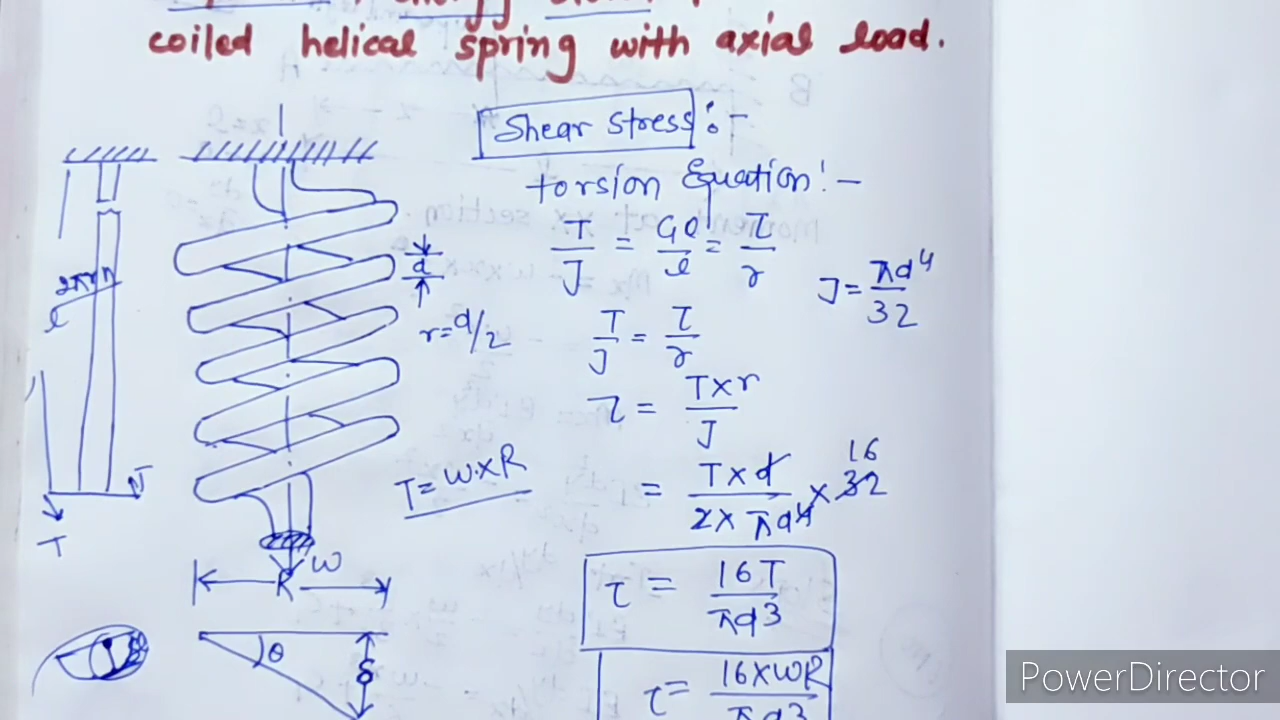 coiled helical spring with axial load.
Shear stress :-
torsion Equation :-
T/J = Gθ/l = τ/r
J = πd⁴/32
d
r = d/2
2πRn
l
T/J = τ/r
τ = T×r/J
T = W×R
= T×d/2×πd⁴ × 32
16
τ = 16T/πd³
T
W
R
θ
δ
τ = 16×WR/πd³
PowerDirector